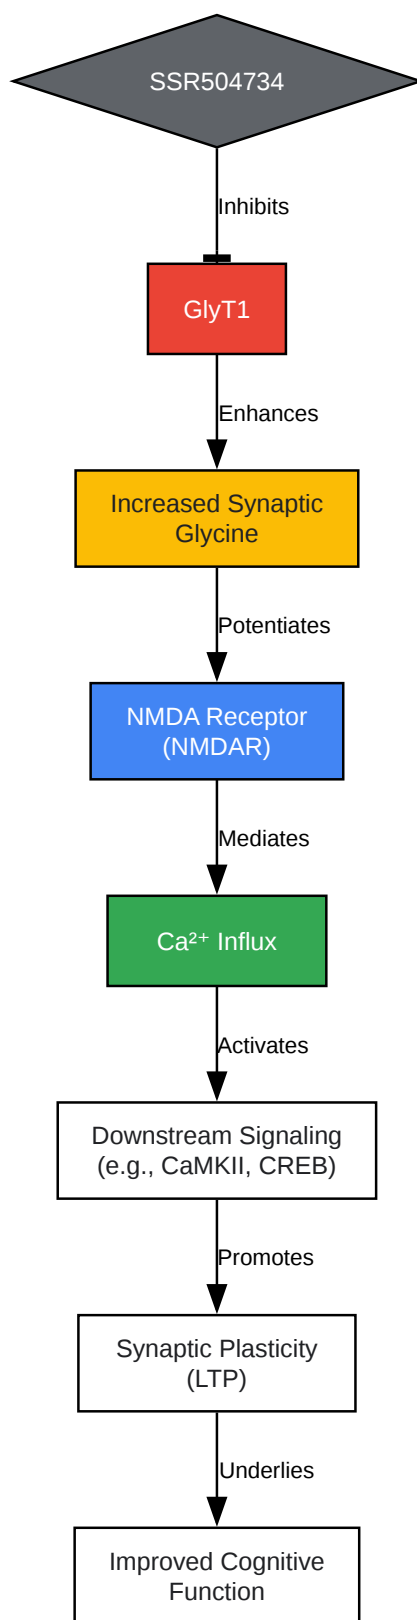 SSR504734
Inhibits
GlyT1
Enhances
Increased Synaptic
Glycine
Potentiates
NMDA Receptor
(NMDAR)
Mediates
Ca²⁺ Influx
Activates
Downstream Signaling
(e.g., CaMKII, CREB)
Promotes
Synaptic Plasticity
(LTP)
Underlies
Improved Cognitive
Function